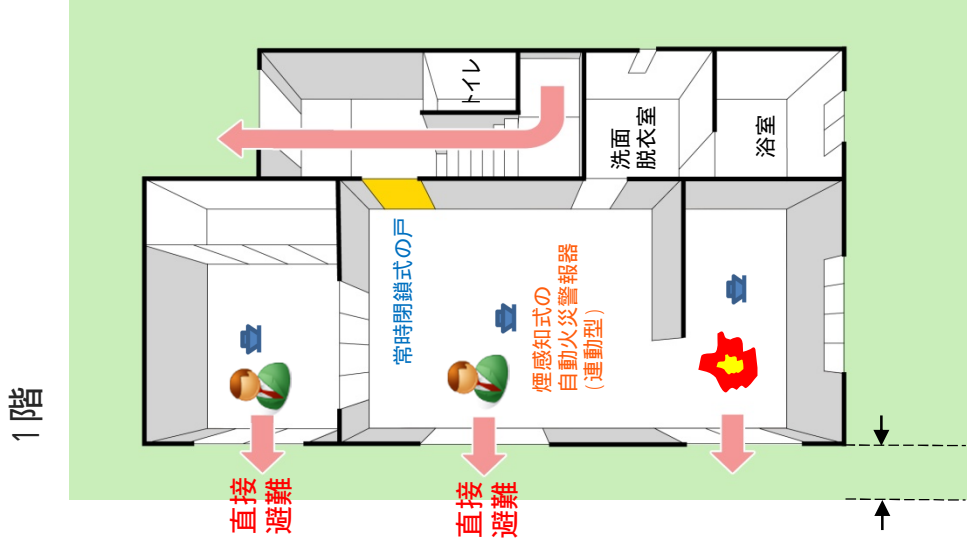 1階
トイレ
洗面
脱衣室
浴室
常時閉鎖式の戸
煙感知式の
自動火災警報器
（連動型）
直接
避難
直接
避難